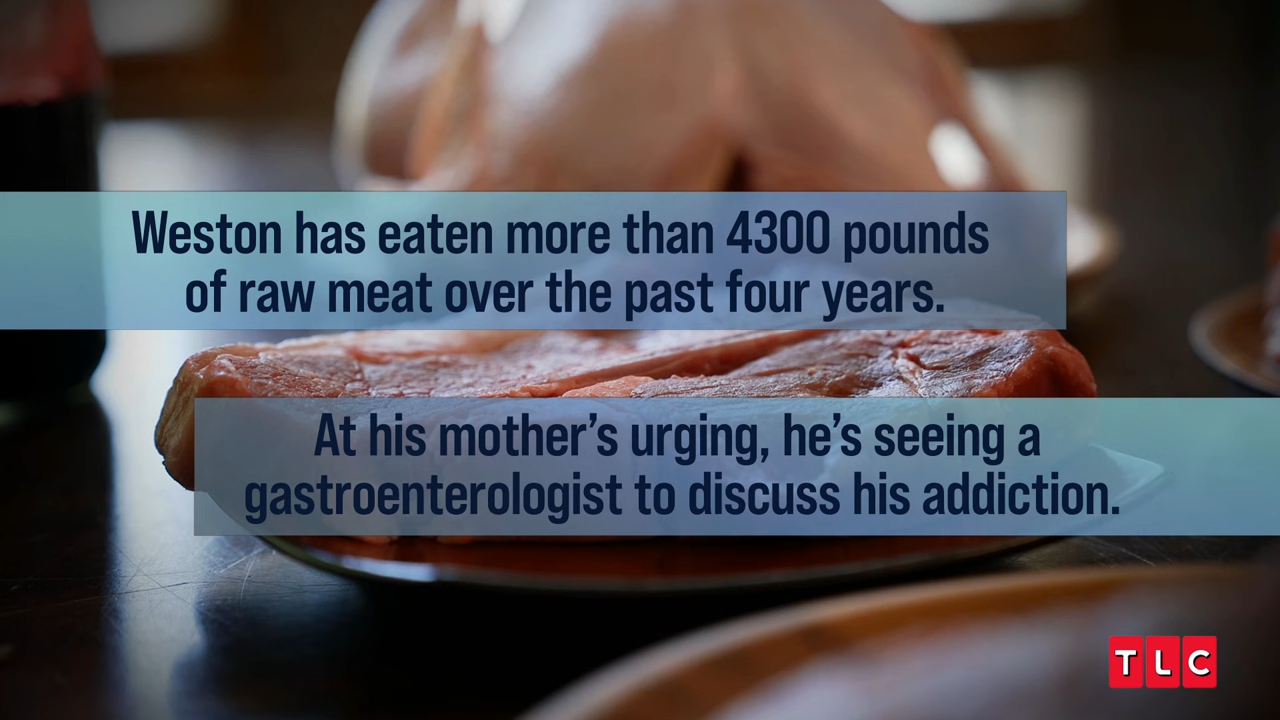 Weston has eaten more than 4300 pounds
of raw meat over the past four years.
At his mother’s urging, he’s seeing a
gastroenterologist to discuss his addiction.
TLC